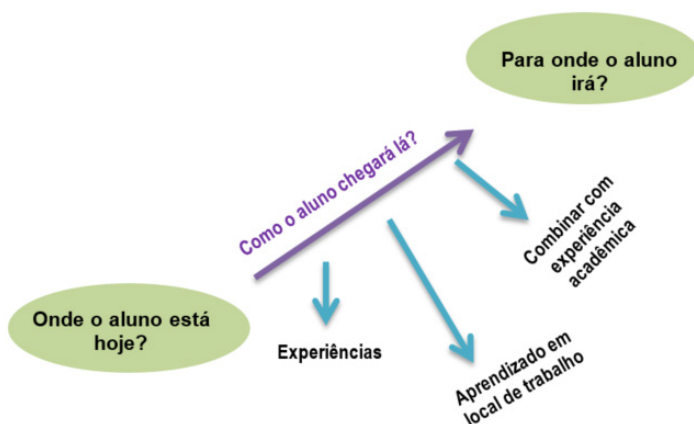 Para onde o aluno
irá?
Como o aluno chegará lá?
Combinar com
experiência
acadêmica
Onde o aluno está
hoje?
Experiências
Aprendizado em
local de trabalho